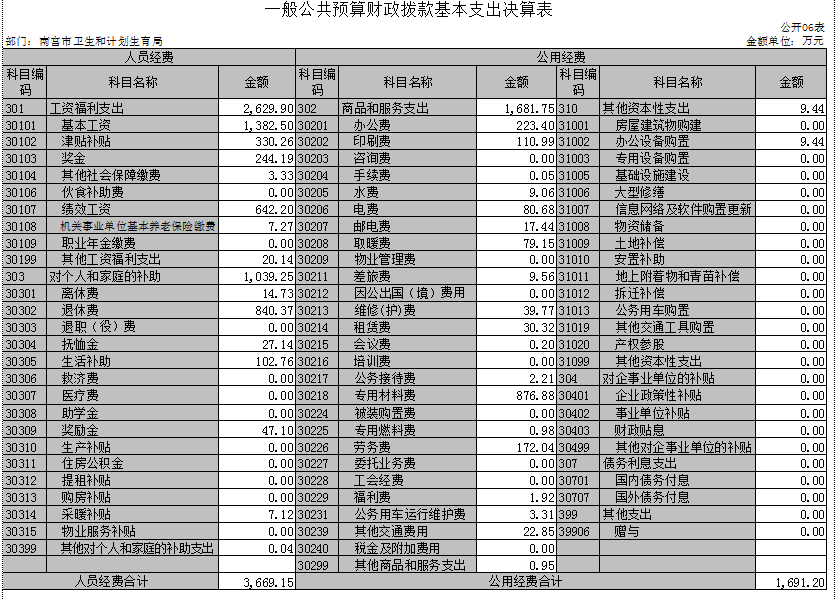 一般公共预算财政拨款基本支出决算表
公开06表
部门：南宫市卫生和计划生育局 金额单位：万元
人员经费 公用经费
科目编码 科目名称 金额 科目编码 科目名称 金额 科目编码 科目名称 金额
301 工资福利支出 2,629.90 302 商品和服务支出 1,681.75 310 其他资本性支出 9.44
30101 基本工资 1,382.50 30201 办公费 223.40 31001 房屋建筑物购建 0.00
30102 津贴补贴 330.26 30202 印刷费 110.99 31002 办公设备购置 9.44
30103 奖金 244.19 30203 咨询费 0.00 31003 专用设备购置 0.00
30104 其他社会保障缴费 3.33 30204 手续费 0.05 31005 基础设施建设 0.00
30106 伙食补助费 0.00 30205 水费 9.06 31006 大型修缮 0.00
30107 绩效工资 642.20 30206 电费 80.68 31007 信息网络及软件购置更新 0.00
30108 机关事业单位基本养老保险缴费 7.27 30207 邮电费 17.44 31008 物资储备 0.00
30109 职业年金缴费 0.00 30208 取暖费 79.15 31009 土地补偿 0.00
30199 其他工资福利支出 20.14 30209 物业管理费 0.00 31010 安置补助 0.00
303 对个人和家庭的补助 1,039.25 30211 差旅费 9.56 31011 地上附着物和青苗补偿 0.00
30301 离休费 14.73 30212 因公出国（境）费用 0.00 31012 拆迁补偿 0.00
30302 退休费 840.37 30213 维修(护)费 39.77 31013 公务用车购置 0.00
30303 退职（役）费 0.00 30214 租赁费 30.32 31019 其他交通工具购置 0.00
30304 抚恤金 27.14 30215 会议费 0.20 31020 产权参股 0.00
30305 生活补助 102.76 30216 培训费 0.00 31099 其他资本性支出 0.00
30306 救济费 0.00 30217 公务接待费 2.21 304 对企事业单位的补贴 0.00
30307 医疗费 0.00 30218 专用材料费 876.88 30401 企业政策性补贴 0.00
30308 助学金 0.00 30224 被装购置费 0.00 30402 事业单位补贴 0.00
30309 奖励金 47.10 30225 专用燃料费 0.98 30403 财政贴息 0.00
30310 生产补贴 0.00 30226 劳务费 172.04 30499 其他对企事业单位的补贴 0.00
30311 住房公积金 0.00 30227 委托业务费 0.00 307 债务利息支出 0.00
30312 提租补贴 0.00 30228 工会经费 0.00 30701 国内债务付息 0.00
30313 购房补贴 0.00 30229 福利费 1.92 30707 国外债务付息 0.00
30314 采暖补贴 7.12 30231 公务用车运行维护费 3.31 399 其他支出 0.00
30315 物业服务补贴 0.00 30239 其他交通费用 22.85 39906 赠与 0.00
30399 其他对个人和家庭的补助支出 0.04 30240 税金及附加费用 0.00
30299 其他商品和服务支出 0.95
人员经费合计 3,669.15 公用经费合计 1,691.20